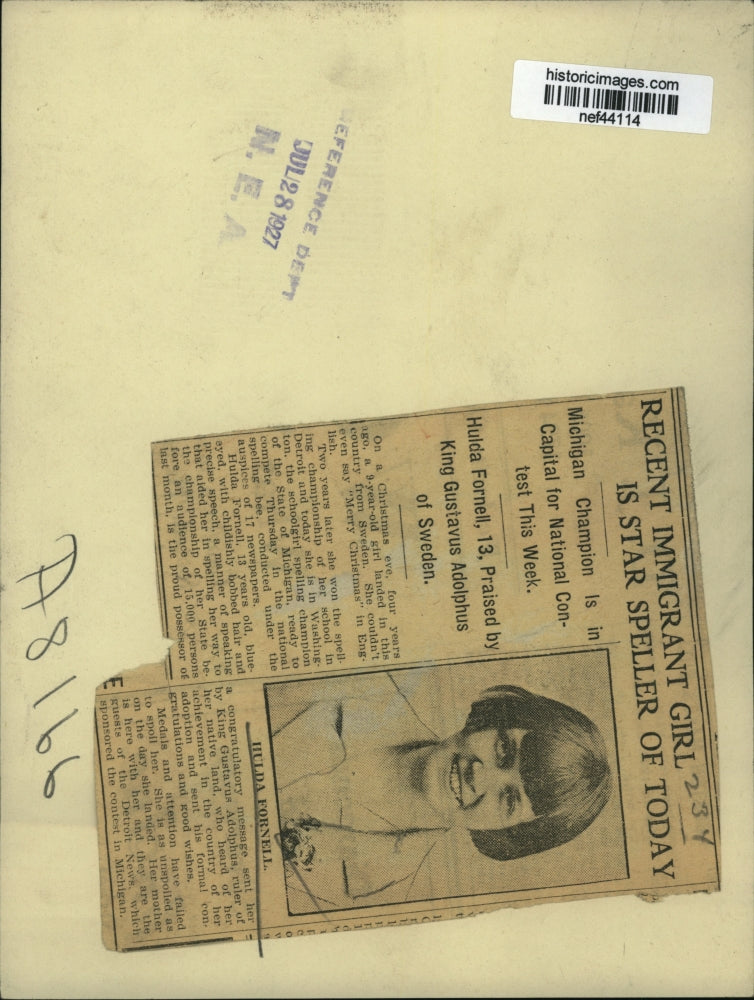 historicimages.com
nef44114
REFERENCE DEPT
JUL 28 1927
N. E. A
RECENT IMMIGRANT GIRL
IS STAR SPELLER OF TODAY
234
Michigan Champion Is in
Capital for National Con-
test This Week.
Hulda Fornell, 13, Praised by
King Gustavus Adolphus
of Sweden.
On a Christmas eve, four years
ago, a 9-year-old girl landed in this
country from Sweden. She couldn't
even say "Merry Christmas" in Eng-
lish.
Two years later she won the spell-
ing championship of her school in
Detroit and today she is in Washing-
ton, the schoolgirl spelling champion
of the State of Michigan, ready to
compete Thursday in the national
spelling bee, conducted under the
auspices of 17 newspapers.
Hulda Fornell, 13 years old, blue-
eyed, with childishly bobbed hair and
precise speech, a manner of speaking
that added her in spelling her way to
the championship of her State be-
fore an audience of 15,000 persons
last month, is the proud possessor of
HULDA FORNELL.
a congratulatory message sent her
by King Gustavus Adolphus, ruler of
her native land, who heard of her
achievement in the country of her
adoption and sent his formal con-
gratulations and good wishes.
Medals and attention have failed
to spoil her. She is as unspoiled as
on the day she landed. Her mother
is here with her and they are the
guests of the Detroit News, which
sponsored the contest in Michigan.
E
A8166